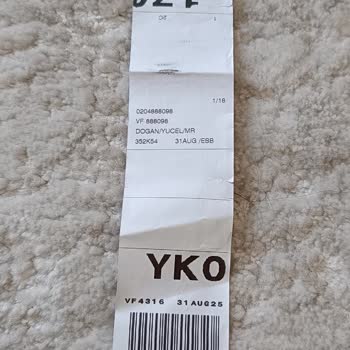 1/16
0204888098
VF 888098
DOGAN/YUCEL/MR
352K54 31AUG /EBB
YKO
VF4316 31AUG25